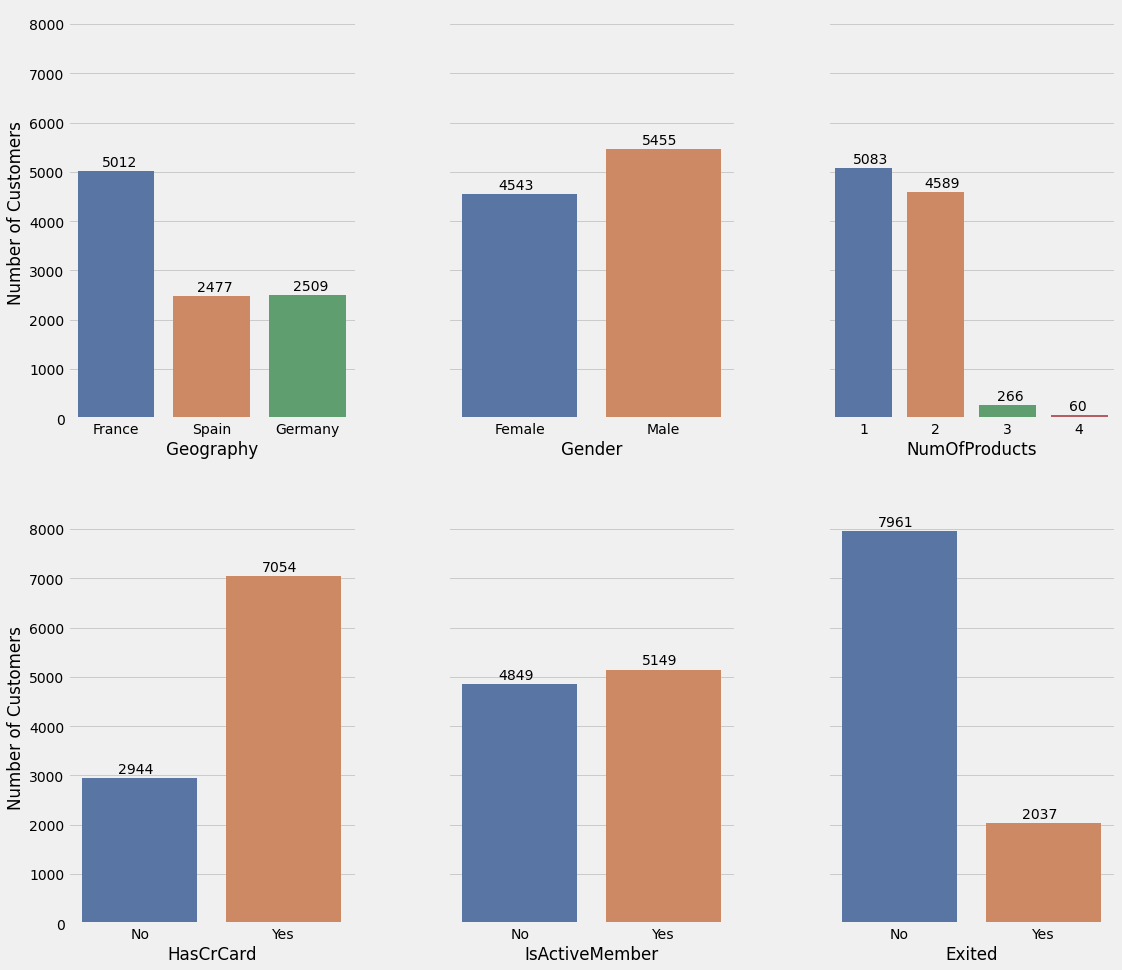 8000
7000
6000
5000
4000
3000
2000
1000
0
Number of Customers
5012
2477
2509
France Spain Germany
Geography
4543
5455
Female Male
Gender
5083
4589
266
60
1 2 3 4
NumOfProducts
8000
7000
6000
5000
4000
3000
2000
1000
0
Number of Customers
2944
7054
No Yes
HasCrCard
4849
5149
No Yes
IsActiveMember
7961
2037
No Yes
Exited